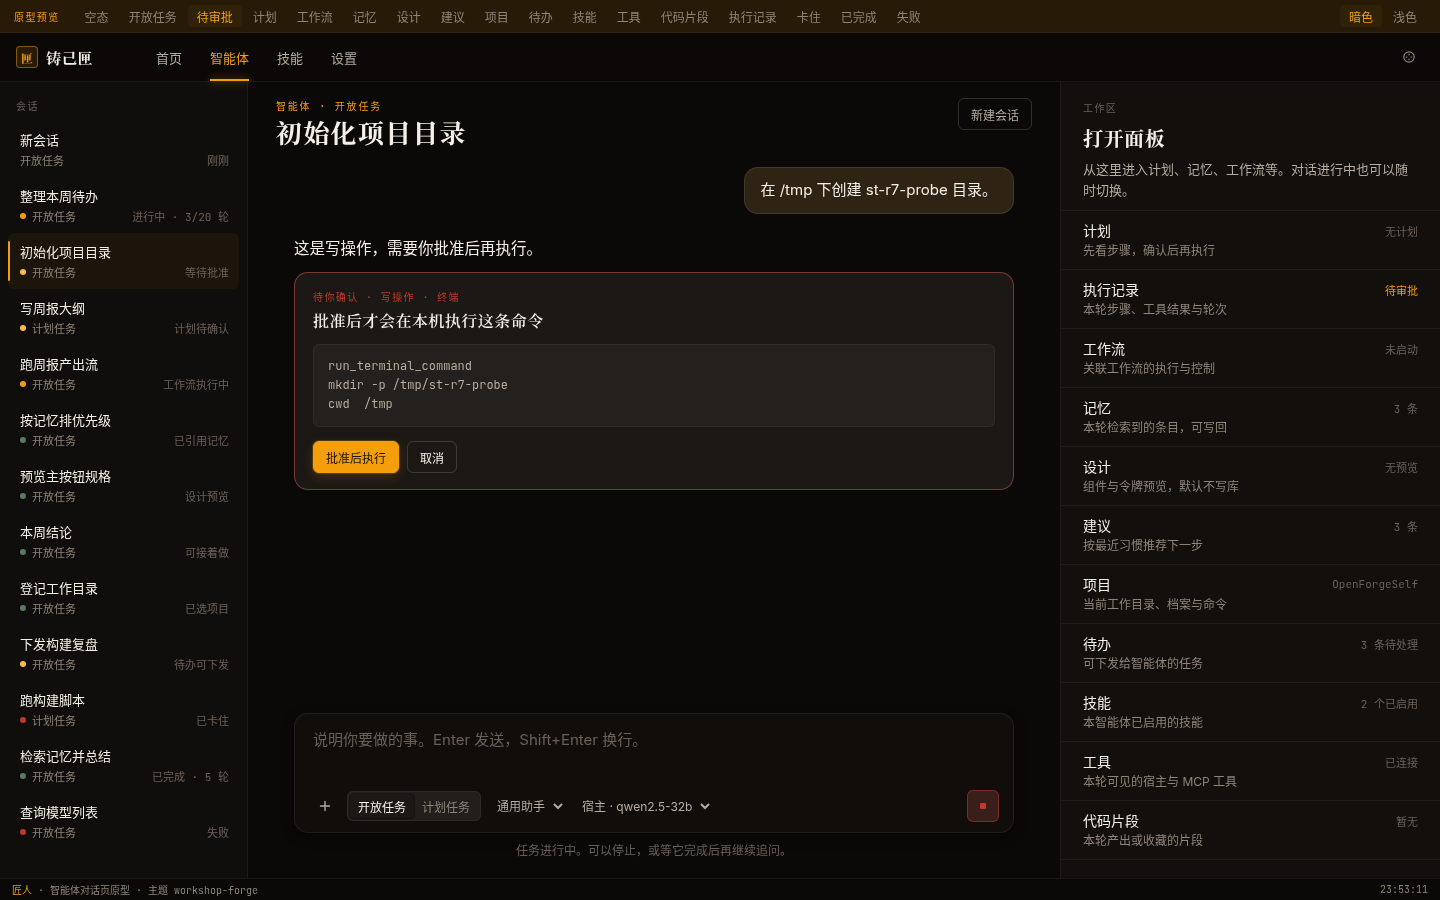 原型预览 空态 开放任务 待审批 计划 工作流 记忆 设计 建议 项目 待办 技能 工具 代码片段 执行记录 卡住 已完成 失败 暗色 浅色
匠 铸己匣 首页 智能体 技能 设置
会话
新会话
开放任务 刚刚
整理本周待办
开放任务 进行中 · 3/20 轮
初始化项目目录
开放任务 等待批准
写周报大纲
计划任务 计划待确认
跑周报产出流
开放任务 工作流执行中
按记忆排优先级
开放任务 已引用记忆
预览主按钮规格
开放任务 设计预览
本周结论
开放任务 可接着做
登记工作目录
开放任务 已选项目
下发构建复盘
开放任务 待办可下发
跑构建脚本
计划任务 已卡住
检索记忆并总结
开放任务 已完成 · 5 轮
查询模型列表
开放任务 失败
智能体 · 开放任务
初始化项目目录
新建会话
在 /tmp 下创建 st-r7-probe 目录。
这是写操作，需要你批准后再执行。
待你确认 · 写操作 · 终端
批准后才会在本机执行这条命令
run_terminal_command
mkdir -p /tmp/st-r7-probe
cwd /tmp
批准后执行 取消
说明你要做的事。Enter 发送，Shift+Enter 换行。
+ 开放任务 计划任务 通用助手 宿主 · qwen2.5-32b
任务进行中。可以停止，或等它完成后再继续追问。
工作区
打开面板
从这里进入计划、记忆、工作流等。对话进行中也可以随
时切换。
计划 无计划
先看步骤，确认后再执行
执行记录 待审批
本轮步骤、工具结果与轮次
工作流 未启动
关联工作流的执行与控制
记忆 3 条
本轮检索到的条目，可写回
设计 无预览
组件与令牌预览，默认不写库
建议 3 条
按最近习惯推荐下一步
项目 OpenForgeSelf
当前工作目录、档案与命令
待办 3 条待处理
可下发给智能体的任务
技能 2 个已启用
本智能体已启用的技能
工具 已连接
本轮可见的宿主与 MCP 工具
代码片段 暂无
本轮产出或收藏的片段
匠人 · 智能体对话页原型 · 主题 workshop-forge 23:53:11